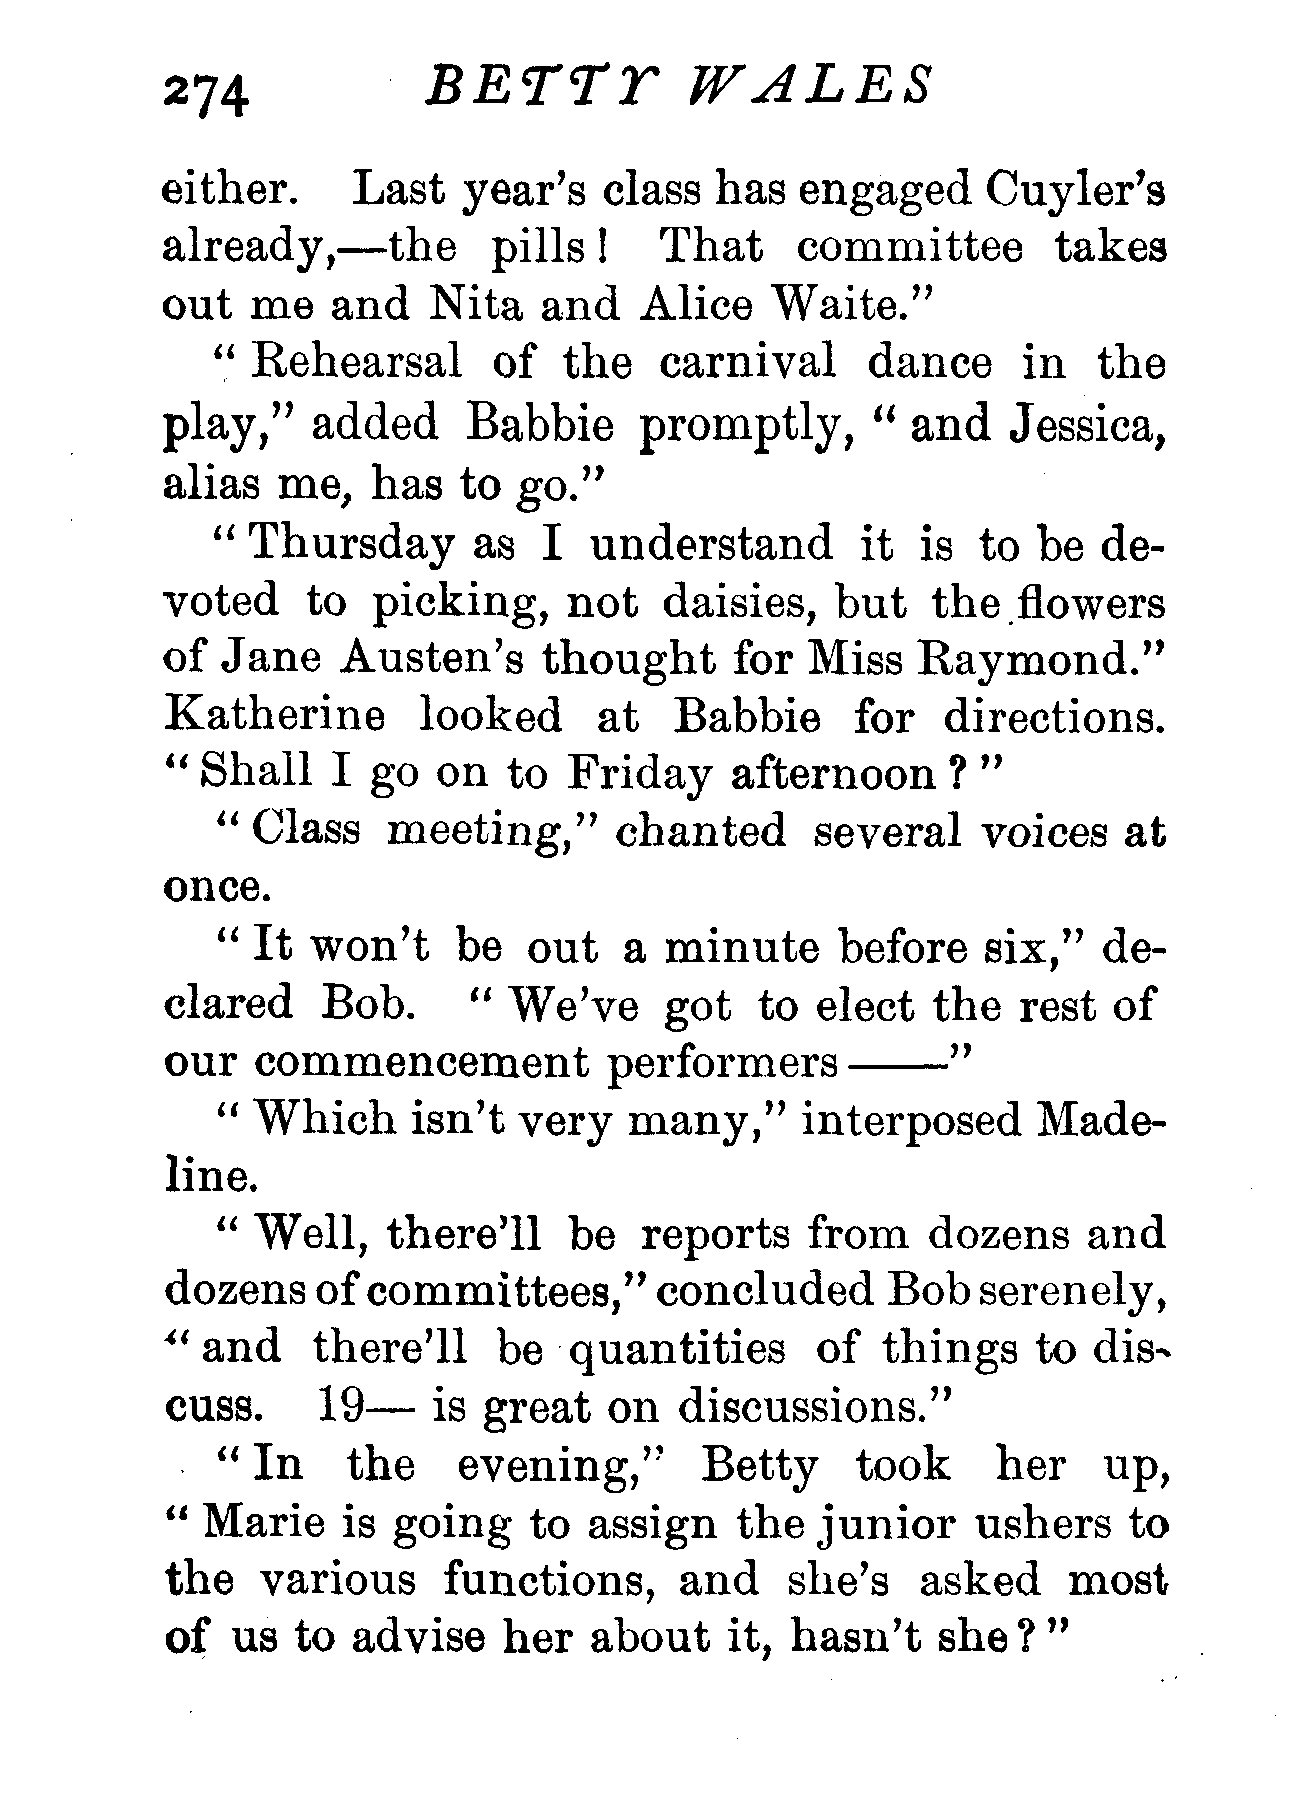 274 BETTY WALES
either. Last year's class has engaged Cuyler's
already,—the pills! That committee takes
out me and Nita and Alice Waite."
"Rehearsal of the carnival dance in the
play," added Babbie promptly, "and Jessica,
alias me, has to go."
"Thursday as I understand it is to be de-
voted to picking, not daisies, but the flowers
of Jane Austen's thought for Miss Raymond."
Katherine looked at Babbie for directions.
"Shall I go on to Friday afternoon?"
"Class meeting," chanted several voices at
once.
"It won't be out a minute before six," de-
clared Bob. "We've got to elect the rest of
our commencement performers——"
"Which isn't very many," interposed Made-
line.
"Well, there'll be reports from dozens and
dozens of committees," concluded Bob serenely,
"and there'll be quantities of things to dis-
cuss. 19— is great on discussions."
"In the evening," Betty took her up,
"Marie is going to assign the junior ushers to
the various functions, and she's asked most
of us to advise her about it, hasn't she?"